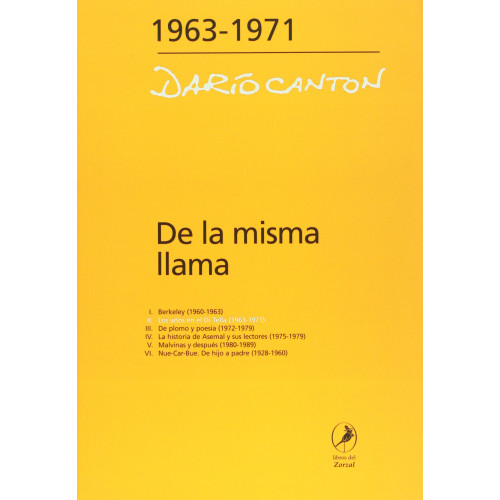 1963-1971
DARÍO CANTON
De la misma
llama
I. Berkeley (1960-1963)
II. Los años en el Di Tella (1963-1971)
III. De plomo y poesía (1972-1979)
IV. La historia de Asemal y sus lectores (1975-1979)
V. Malvinas y después (1980-1989)
VI. Nue-Car-Bue. De hijo a padre (1928-1960)
libros del
Zorzal